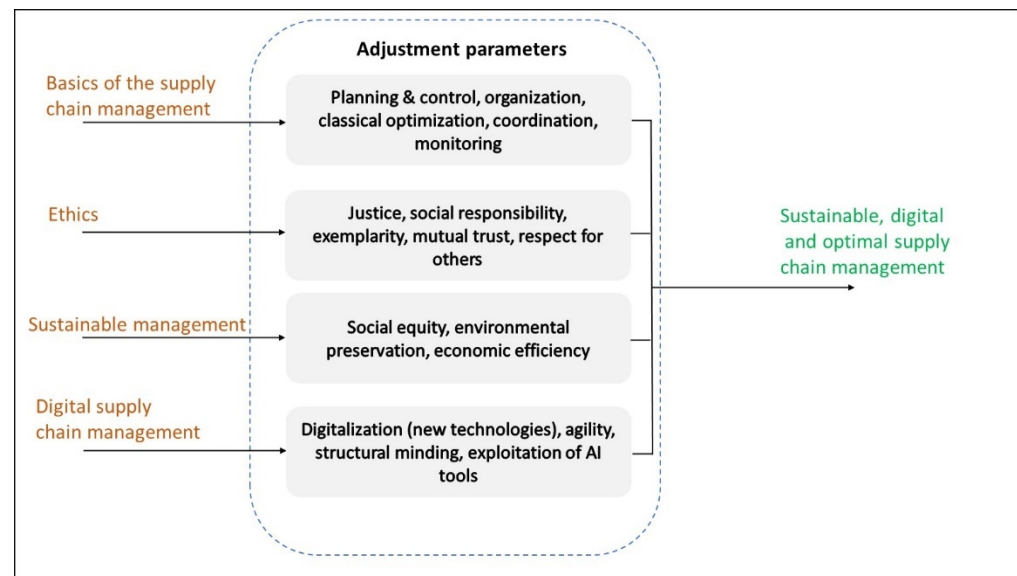 Adjustment parameters
Basics of the supply
chain management
Planning & control, organization,
classical optimization, coordination,
monitoring
Ethics
Justice, social responsibility,
exemplarity, mutual trust, respect for
others
Sustainable management
Social equity, environmental
preservation, economic efficiency
Digital supply
chain management
Digitalization (new technologies), agility,
structural minding, exploitation of AI
tools
Sustainable, digital
and optimal supply
chain management